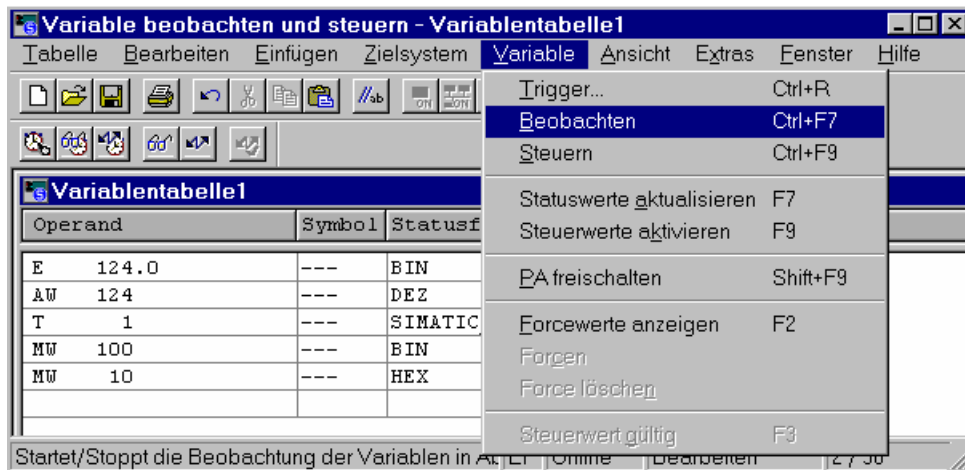 Variable beobachten und steuern - Variablentabelle1
Tabelle Bearbeiten Einfügen Zielsystem Variable Ansicht Extras Fenster Hilfe
Trigger... Ctrl+R
Beobachten Ctrl+F7
Steuern Ctrl+F9
Statuswerte aktualisieren F7
Steuerwerte aktivieren F9
PA freischalten Shift+F9
Forcewerte anzeigen F2
Forcen
Force löschen
Steuerwert gültig F3
Variablentabelle1
Operand Symbol Statusf
E 124.0 --- BIN
AW 124 --- DEZ
T 1 --- SIMATIC
MW 100 --- BIN
MW 10 --- HEX
Startet/Stoppt die Beobachtung der Variablen in